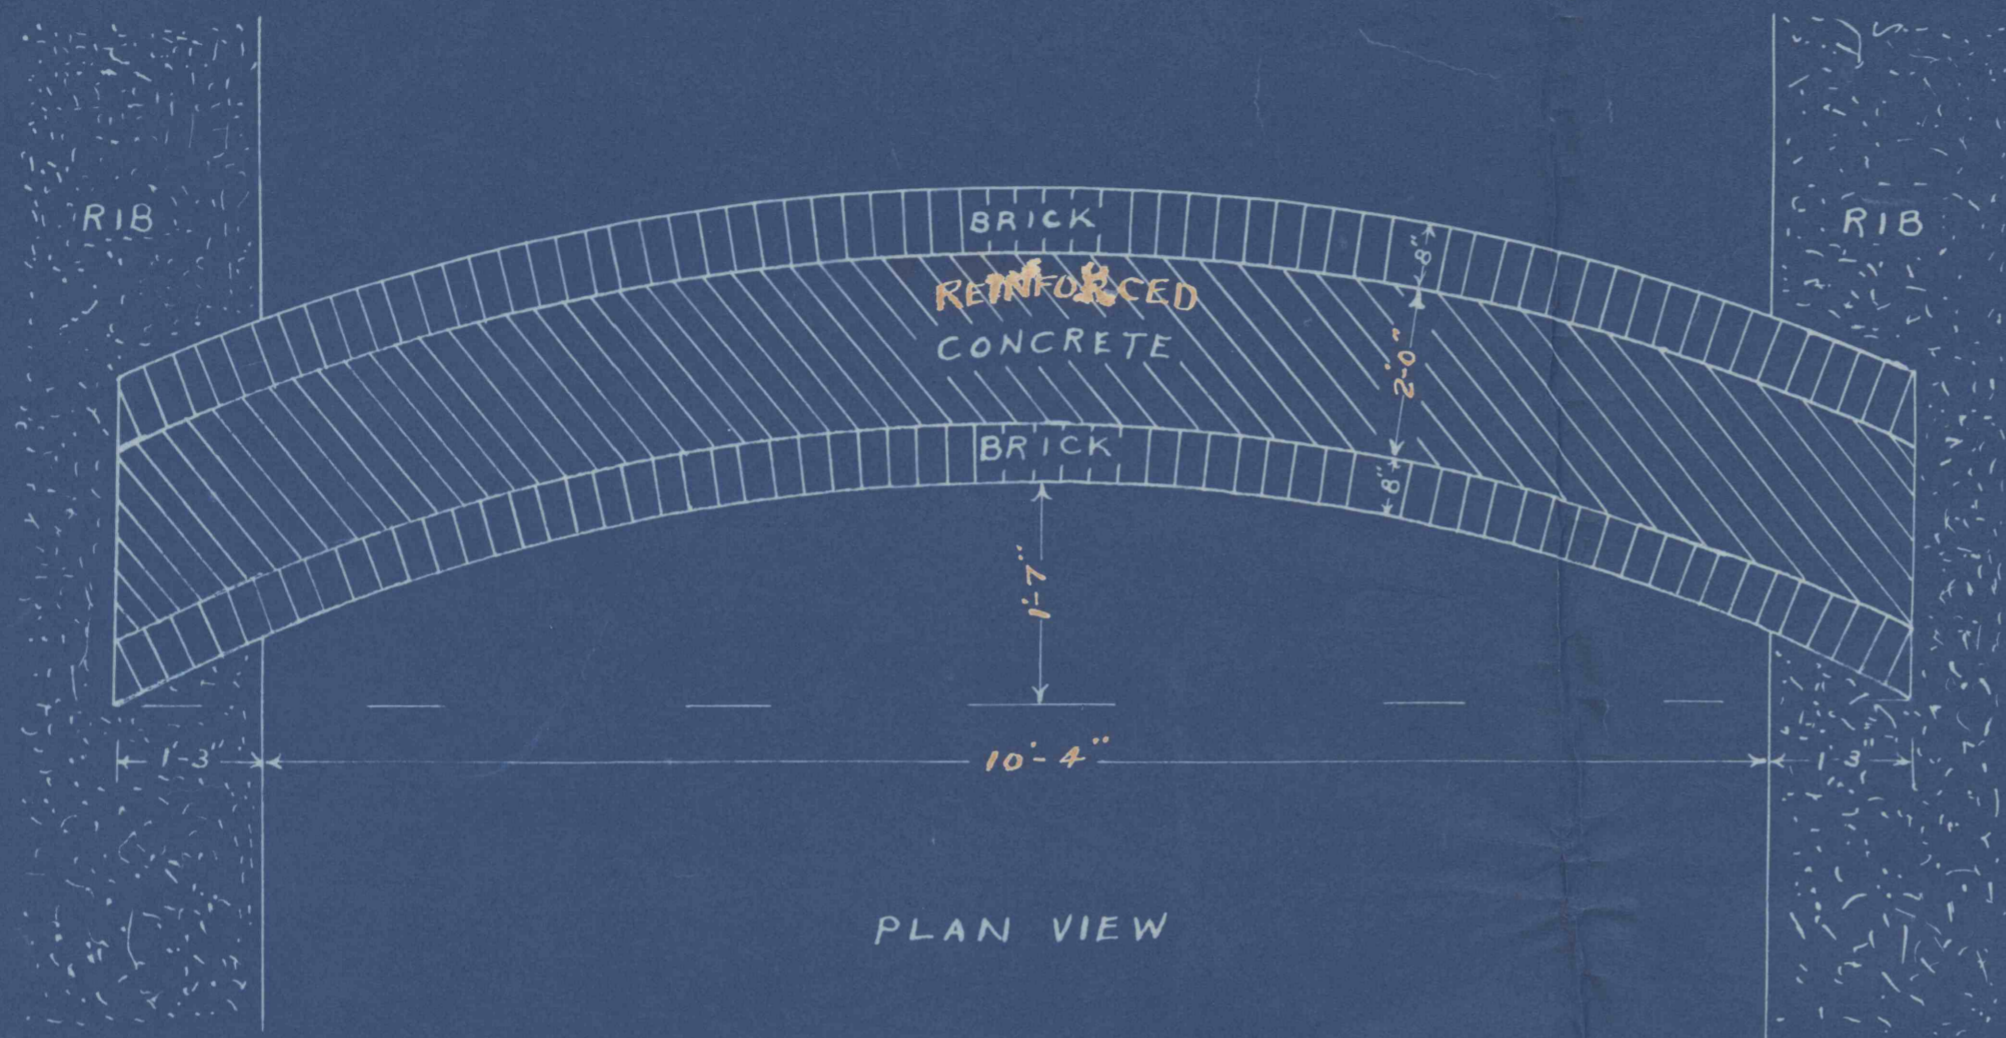 RIB
BRICK
RIB
8"
REINFORCED
CONCRETE
2'-0"
BRICK
8"
1'-7"
1'-3"
10'-4"
1'-3"
PLAN VIEW